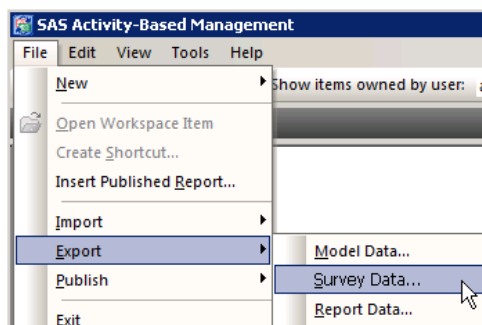 SAS Activity-Based Management
File Edit View Tools Help
New
Show items owned by user:
Open Workspace Item
Create Shortcut...
Insert Published Report...
Import
Export
Model Data...
Publish
Survey Data...
Exit
Report Data...